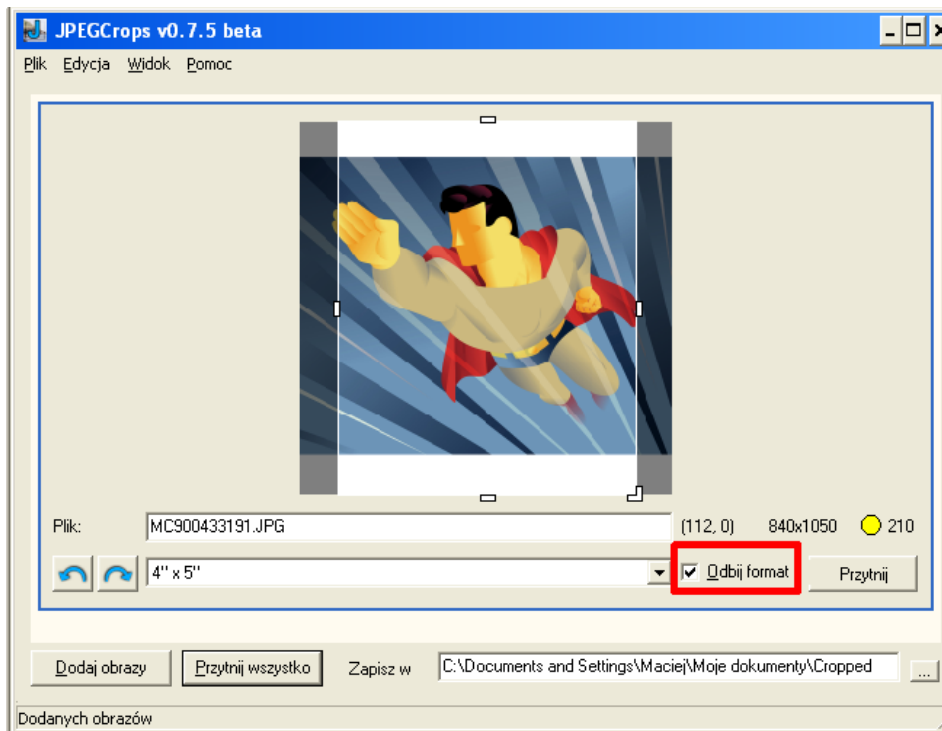 JPEGCrops v0.7.5 beta
Plik Edycja Widok Pomoc
Plik: MC900433191.JPG (112, 0) 840x1050 210
4" x 5" Odbij format Przytnij
Dodaj obrazy Przytnij wszystko Zapisz w C:\Documents and Settings\Maciej\Moje dokumenty\Cropped ...
Dodanych obrazów